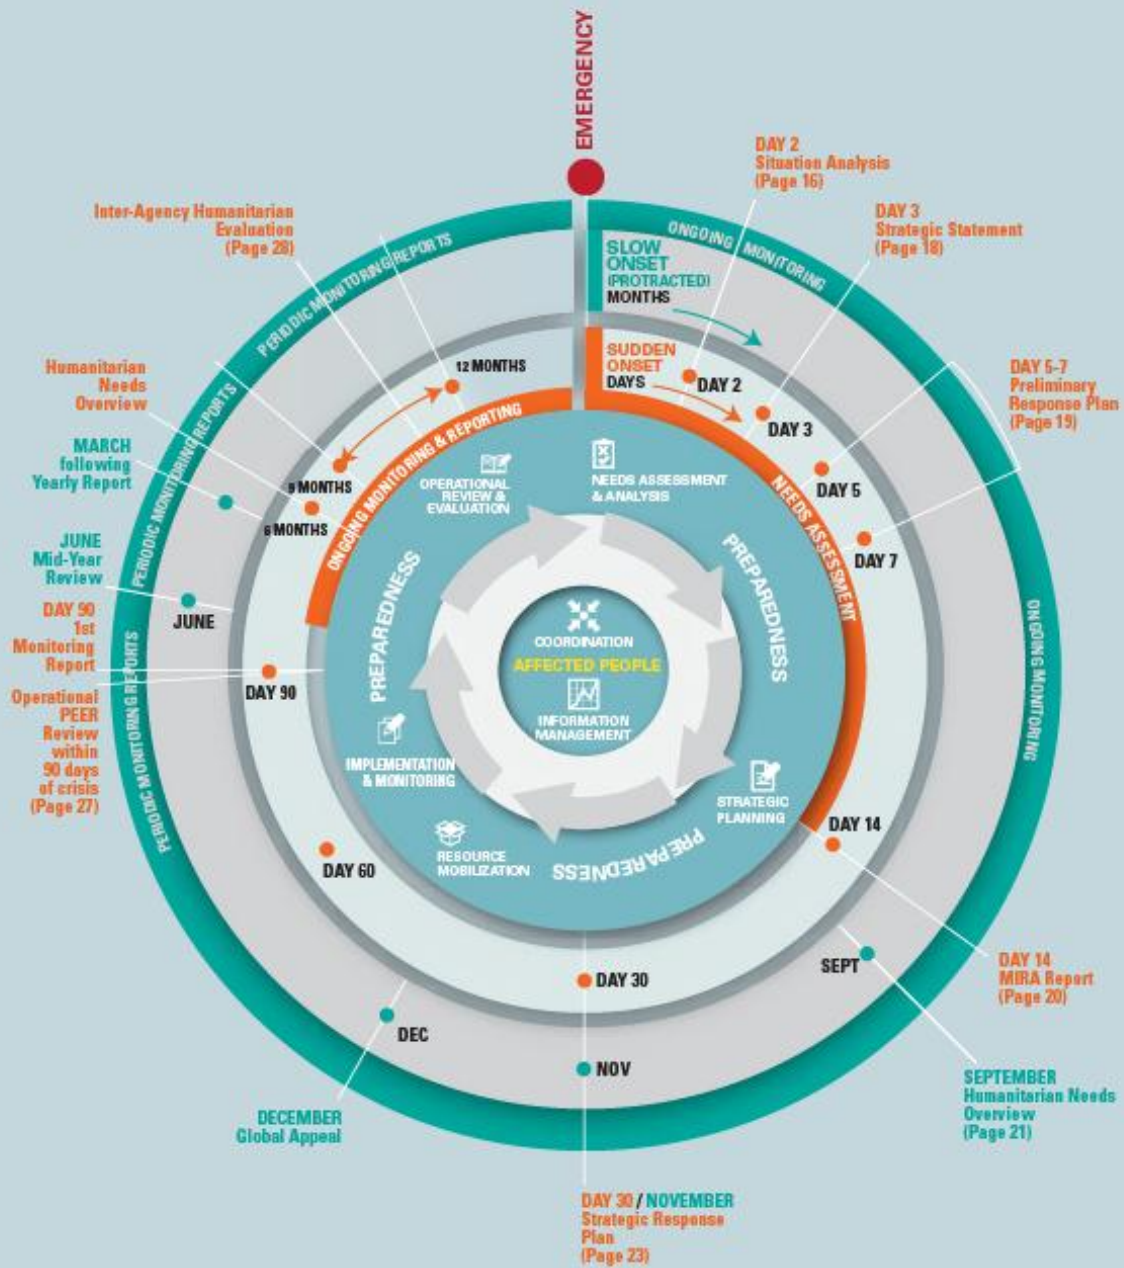 EMERGENCY
DAY 2
Situation Analysis
(Page 16)
DAY 3
Strategic Statement
(Page 18)
DAY 5-7
Preliminary
Response Plan
(Page 19)
Inter-Agency Humanitarian
Evaluation
(Page 28)
Humanitarian
Needs
Overview
MARCH
following
Yearly Report
JUNE
Mid-Year
Review
DAY 90
1st
Monitoring
Report
Operational
PEER
Review
within
90 days
of crisis
(Page 27)
PERIODIC MONITORING REPORTS
PERIODIC MONITORING REPORTS
PERIODIC MONITORING REPORTS
ONGOING MONITORING
ONGOING MONITORING
SLOW
ONSET
(PROTRACTED)
MONTHS
SUDDEN
ONSET
DAYS
DAY 2
DAY 3
DAY 5
DAY 7
DAY 14
SEPT
DAY 30
NOV
DEC
DAY 60
DAY 90
JUNE
6 MONTHS
9 MONTHS
12 MONTHS
ONGOING MONITORING & REPORTING
NEEDS ASSESSMENT
OPERATIONAL
REVIEW &
EVALUATION
NEEDS ASSESSMENT
& ANALYSIS
PREPAREDNESS
PREPAREDNESS
PREPAREDNESS
COORDINATION
AFFECTED PEOPLE
INFORMATION
MANAGEMENT
IMPLEMENTATION
& MONITORING
STRATEGIC
PLANNING
RESOURCE
MOBILIZATION
DAY 14
MIRA Report
(Page 20)
SEPTEMBER
Humanitarian Needs
Overview
(Page 21)
DECEMBER
Global Appeal
DAY 30 / NOVEMBER
Strategic Response
Plan
(Page 23)